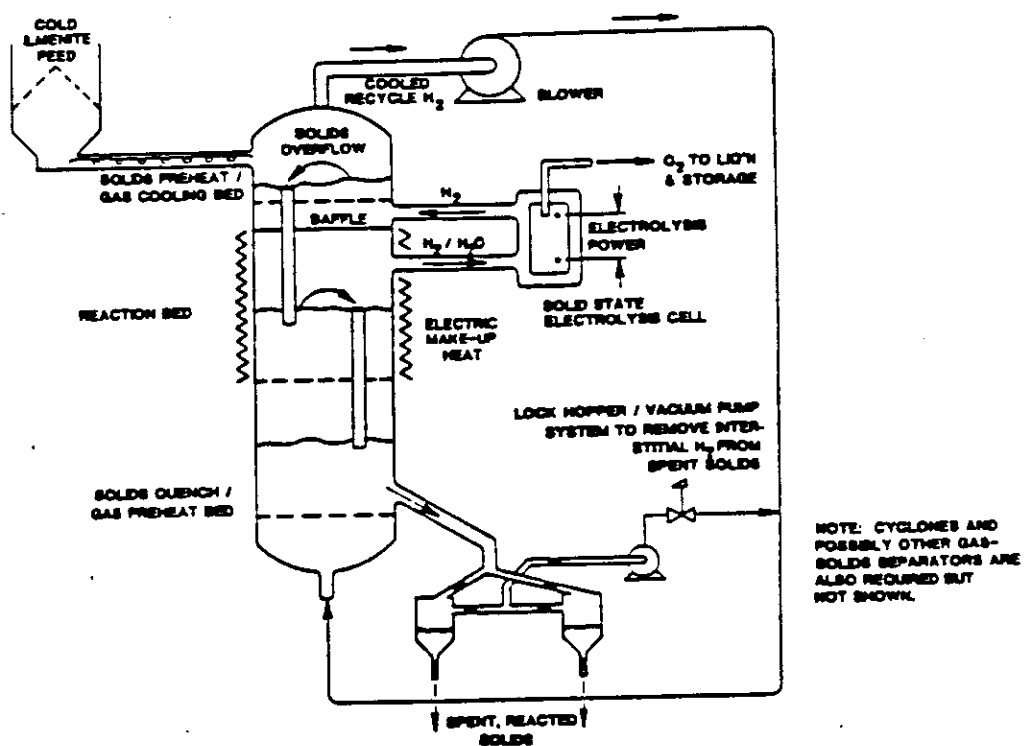 COLD
ILMENITE
FEED
COOLED
RECYCLE H2
BLOWER
SOLIDS
OVERFLOW
SOLIDS PREHEAT /
GAS COOLING BED
H2
O2 TO LIQ'N
& STORAGE
BAFFLE
ELECTROLYSIS
POWER
H2 / H2O
SOLID STATE
ELECTROLYSIS CELL
REACTION BED
ELECTRIC
MAKE-UP
HEAT
LOCK HOPPER / VACUUM PUMP
SYSTEM TO REMOVE INTER-
STITIAL H2 FROM
SPENT SOLIDS
SOLIDS QUENCH /
GAS PREHEAT BED
NOTE: CYCLONES AND
POSSIBLY OTHER GAS-
SOLIDS SEPARATORS ARE
ALSO REQUIRED BUT
NOT SHOWN.
SPENT, REACTED
SOLIDS